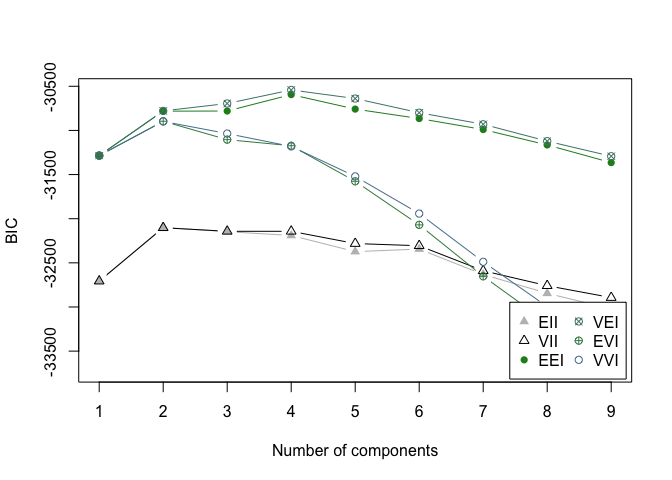 -30500
-31500
-32500
-33500
BIC
EII
VII
EEI
VEI
EVI
VVI
1 2 3 4 5 6 7 8 9
Number of components